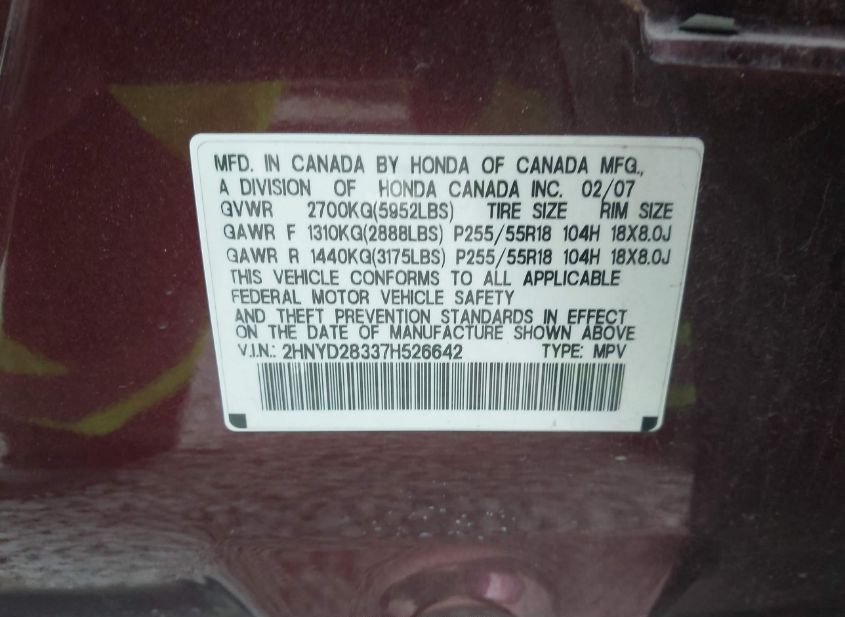 MFD. IN CANADA BY HONDA OF CANADA MFG.,
A DIVISION OF HONDA CANADA INC. 02/07
GVWR 2700KG(5952LBS) TIRE SIZE RIM SIZE
GAWR F 1310KG(2888LBS) P255/55R18 104H 18X8.0J
GAWR R 1440KG(3175LBS) P255/55R18 104H 18X8.0J
THIS VEHICLE CONFORMS TO ALL APPLICABLE
FEDERAL MOTOR VEHICLE SAFETY
AND THEFT PREVENTION STANDARDS IN EFFECT
ON THE DATE OF MANUFACTURE SHOWN ABOVE
V.I.N.: 2HNYD28337H526642 TYPE: MPV